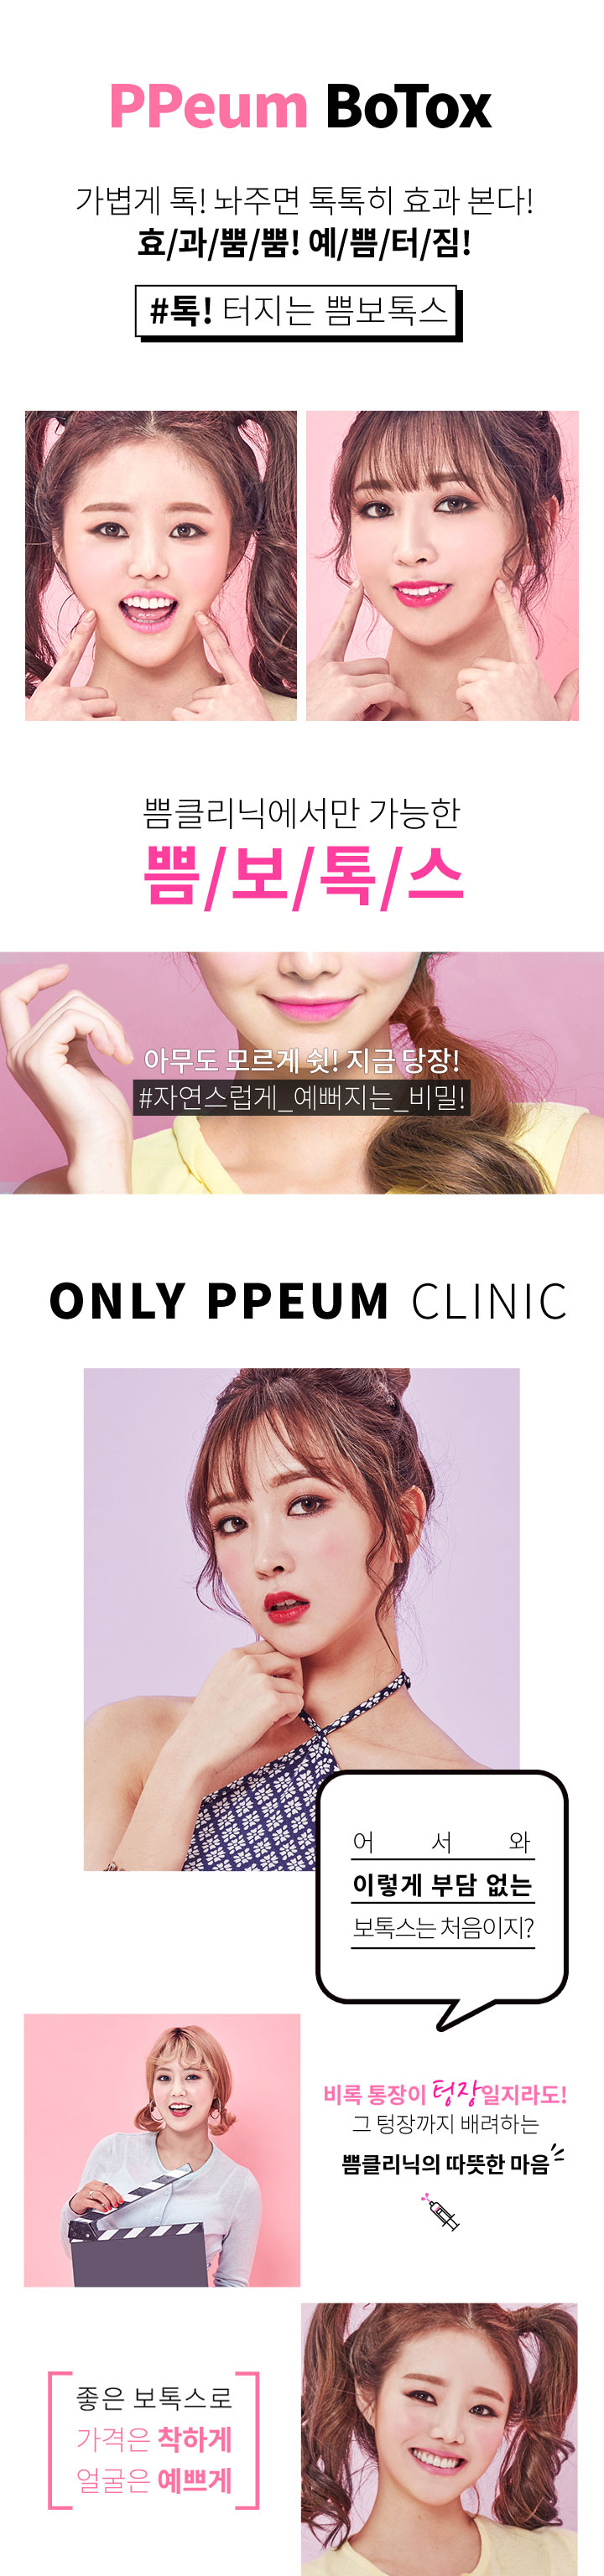 PPeum BoTox
가볍게 톡! 놔주면 톡톡히 효과 본다!
효/과/뿜/뿜! 예/쁨/터/짐!
#톡! 터지는 쁨보톡스
쁨클리닉에서만 가능한
쁨/보/톡/스
아무도 모르게 쉿! 지금 당장!
#자연스럽게_예뻐지는_비밀!
ONLY PPEUM CLINIC
어 서 와
이렇게 부담 없는
보톡스는 처음이지?
비록 통장이 텅장일지라도!
그 텅장까지 배려하는
쁨클리닉의 따뜻한 마음
좋은 보톡스로
가격은 착하게
얼굴은 예쁘게